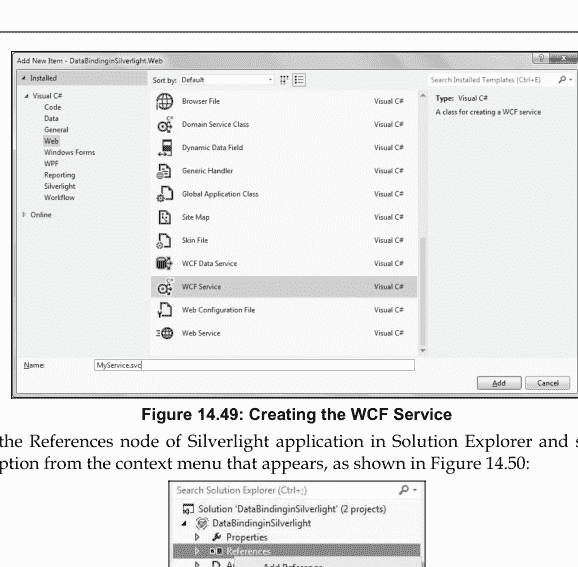 Add New Item - DataBindinginSilverlight.Web
Installed
Sort by: Default
Search Installed Templates (Ctrl+E)
Visual C#
Code
Data
General
Web
Windows Forms
WPF
Reporting
Silverlight
Workflow
Online
Browser File Visual C#
Domain Service Class Visual C#
Dynamic Data Field Visual C#
Generic Handler Visual C#
Global Application Class Visual C#
Site Map Visual C#
Skin File Visual C#
WCF Data Service Visual C#
WCF Service Visual C#
Web Configuration File Visual C#
Web Service Visual C#
Type: Visual C#
A class for creating a WCF service
Name: MyService.svc
Add Cancel
Figure 14.49: Creating the WCF Service
the References node of Silverlight application in Solution Explorer and
ption from the context menu that appears, as shown in Figure 14.50:
Search Solution Explorer (Ctrl+;)
Solution 'DataBindinginSilverlight' (2 projects)
DataBindinginSilverlight
Properties
References